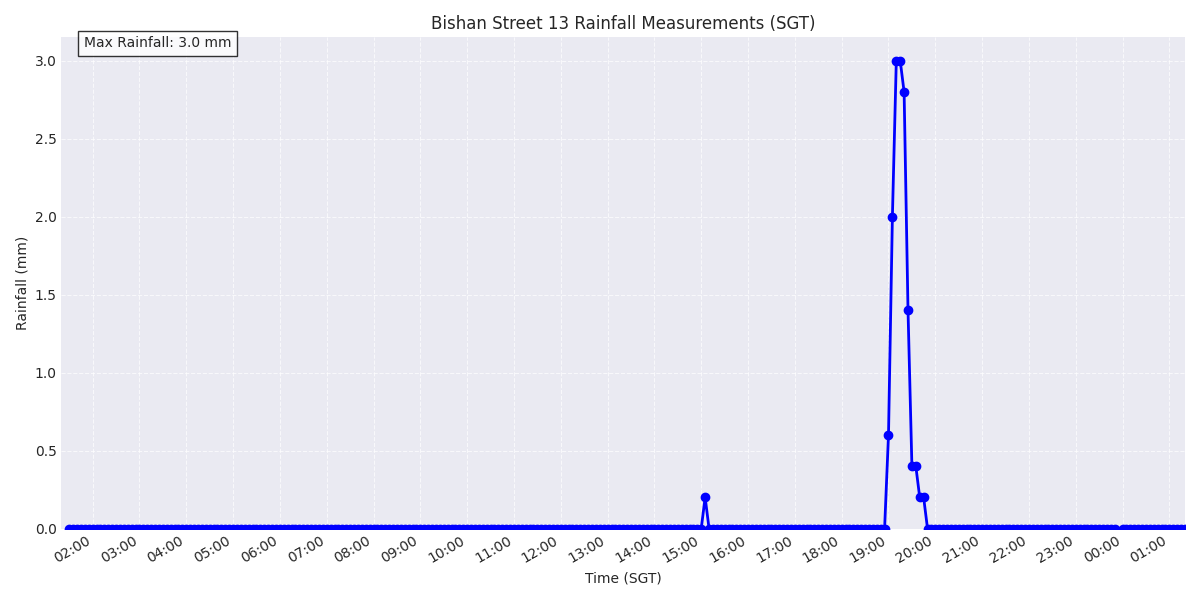 Bishan Street 13 Rainfall Measurements (SGT)
Max Rainfall: 3.0 mm
3.0
2.5
2.0
1.5
1.0
0.5
0.0
Rainfall (mm)
02:00 03:00 04:00 05:00 06:00 07:00 08:00 09:00 10:00 11:00 12:00 13:00 14:00 15:00 16:00 17:00 18:00 19:00 20:00 21:00 22:00 23:00 00:00 01:00
Time (SGT)